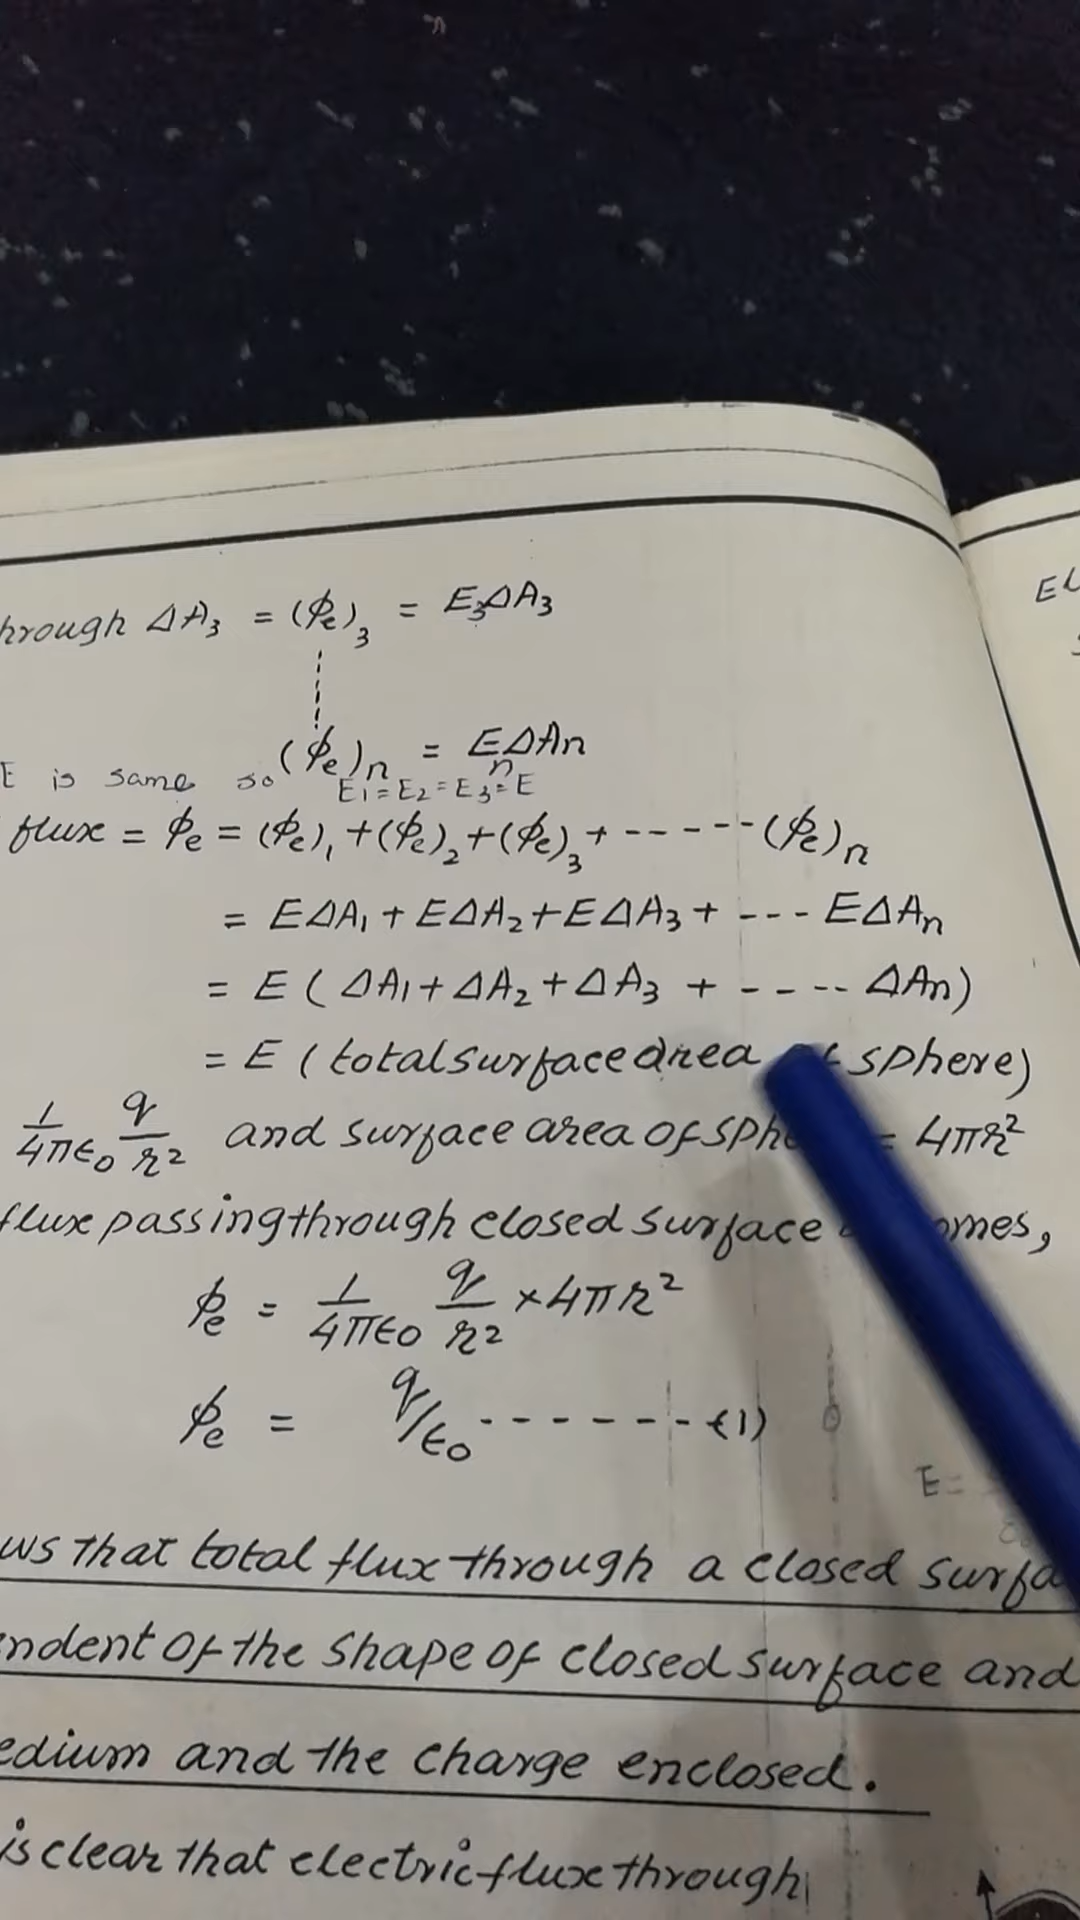 hrough ΔA₃ = (ϕₑ)₃ = E₃ΔA₃
(ϕₑ)ₙ = EₙΔAn
E is same so E₁=E₂=E₃=E
flux = ϕₑ = (ϕₑ)₁ + (ϕₑ)₂ + (ϕₑ)₃ + ------ (ϕₑ)ₙ
= EΔA₁ + EΔA₂ + EΔA₃ + --- EΔAₙ
= E ( ΔA₁ + ΔA₂ + ΔA₃ + ---- ΔAn)
= E ( total surface area of sphere)
1/4πϵ₀ q/r² and surface area of = 4πr²
flux passing through closed surface
ϕₑ = 1/4πϵ₀ q/r² × 4πr²
ϕₑ = q/ϵ₀ ------- (1)
E =
ws that total flux through a closed surfa
ndent of the shape of closed surface and
edium and the charge enclosed.
is clear that electric flux through